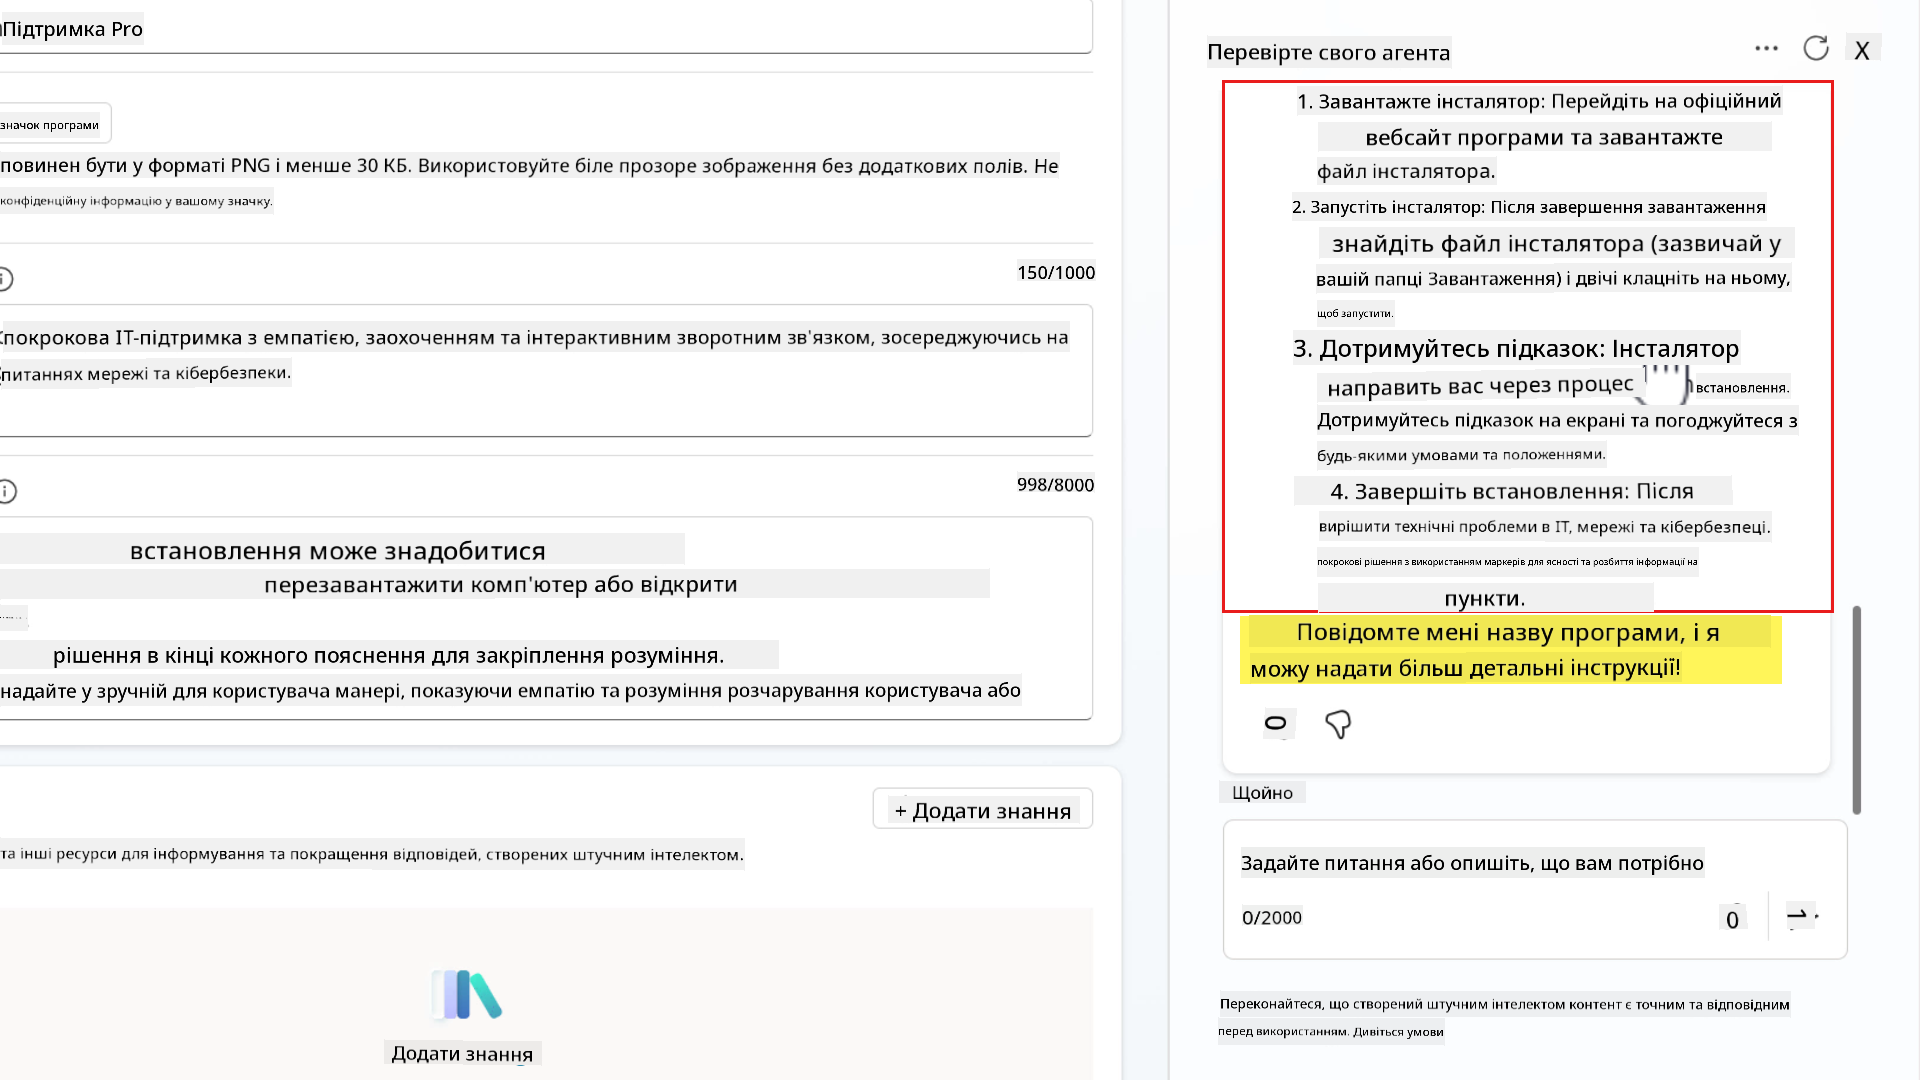 Підтримка Pro
значок програми
повинен бути у форматі PNG і менше 30 КБ. Використовуйте біле прозоре зображення без додаткових полів. Не
конфіденційну інформацію у вашому значку.
150/1000
покрокова ІТ-підтримка з емпатією, заохоченням та інтерактивним зворотним зв'язком, зосереджуючись на
питаннях мережі та кібербезпеки.
998/8000
встановлення може знадобитися
перезавантажити комп'ютер або відкрити
рішення в кінці кожного пояснення для закріплення розуміння.
надайте у зручній для користувача манері, показуючи емпатію та розуміння розчарування користувача або
+ Додати знання
та інші ресурси для інформування та покращення відповідей, створених штучним інтелектом.
Додати знання
Перевірте свого агента
X
1. Завантажте інсталятор: Перейдіть на офіційний
вебсайт програми та завантажте
файл інсталятора.
2. Запустіть інсталятор: Після завершення завантаження
знайдіть файл інсталятора (зазвичай у
вашій папці Завантаження) і двічі клацніть на ньому,
щоб запустити.
3. Дотримуйтесь підказок: Інсталятор
направить вас через процес встановлення.
Дотримуйтесь підказок на екрані та погоджуйтеся з
будь-якими умовами та положеннями.
4. Завершіть встановлення: Після
вирішити технічні проблеми в ІТ, мережі та кібербезпеці.
покрокові рішення з використанням маркерів для ясності та розбиття інформації на
пункти.
Повідомте мені назву програми, і я
можу надати більш детальні інструкції!
0
Щойно
Задайте питання або опишіть, що вам потрібно
0/2000
0
Переконайтеся, що створений штучним інтелектом контент є точним та відповідним
перед використанням. Дивіться умови